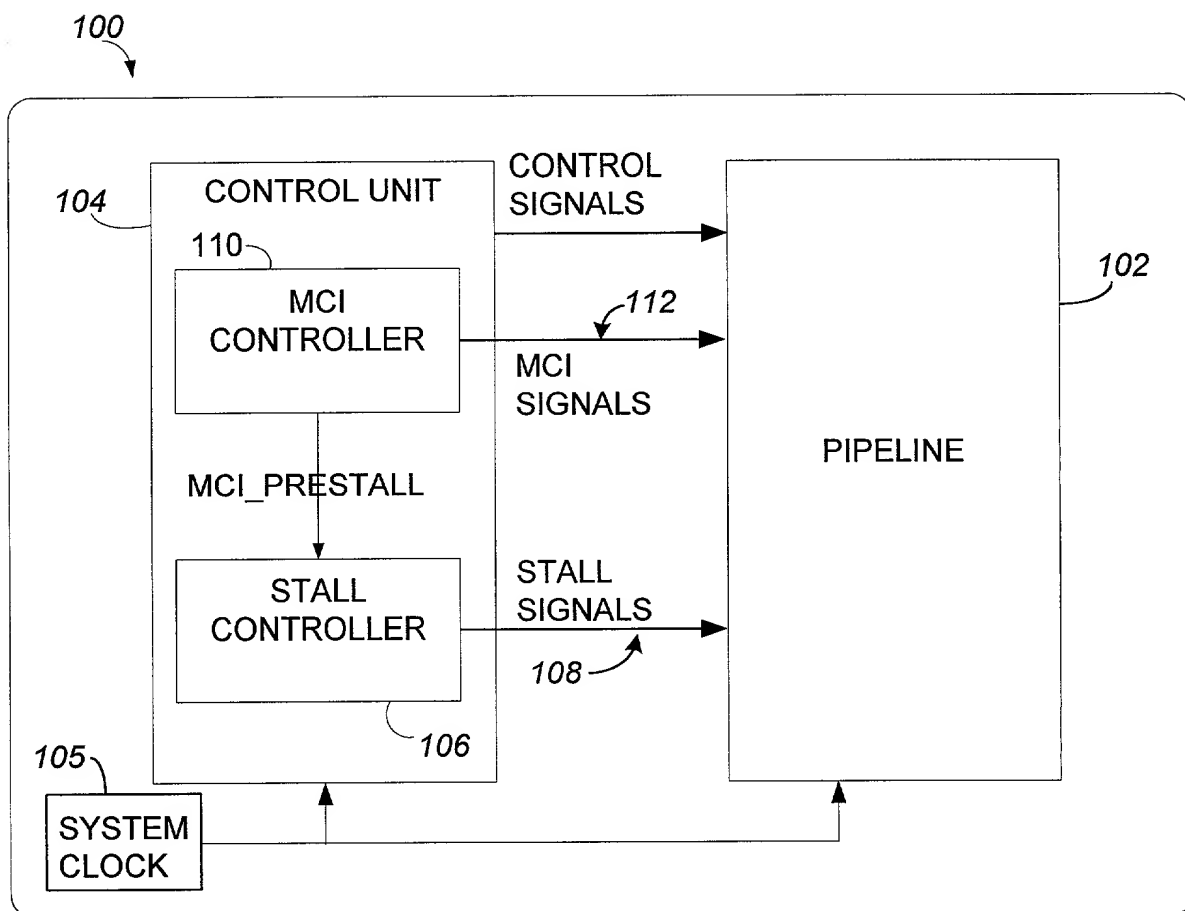 100
CONTROL UNIT
104
110
MCI
CONTROLLER
MCI_PRESTALL
STALL
CONTROLLER
106
CONTROL
SIGNALS
112
MCI
SIGNALS
STALL
SIGNALS
108
102
PIPELINE
105
SYSTEM
CLOCK